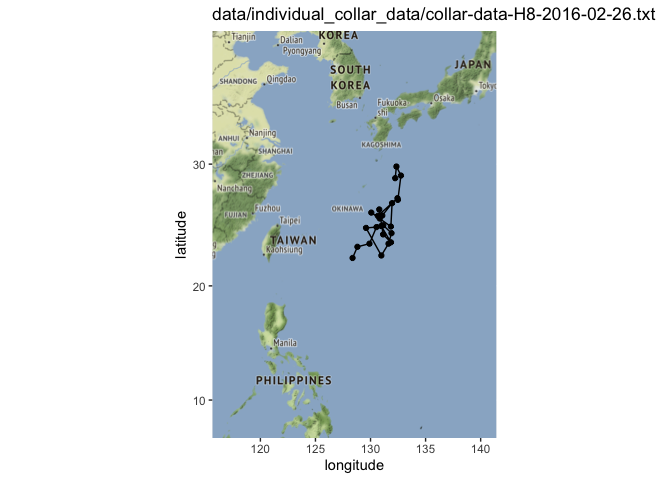 data/individual_collar_data/collar-data-H8-2016-02-26.txt
Tianjin
Dalian
KOREA
Pyongyang
SOUTH
KOREA
JAPAN
SHANDONG
Qingdao
Busan
Fukuoka
shi
Osaka
Tokyo
KAGOSHIMA
ANHUI
Nanjing
SHANGHAI
ZHEJIANG
Nanchang
Fuzhou
FUJIAN
Taipei
OKINAWA
TAIWAN
Kaohsiung
Manila
PHILIPPINES
30
20
10
latitude
120
125
130
135
140
longitude